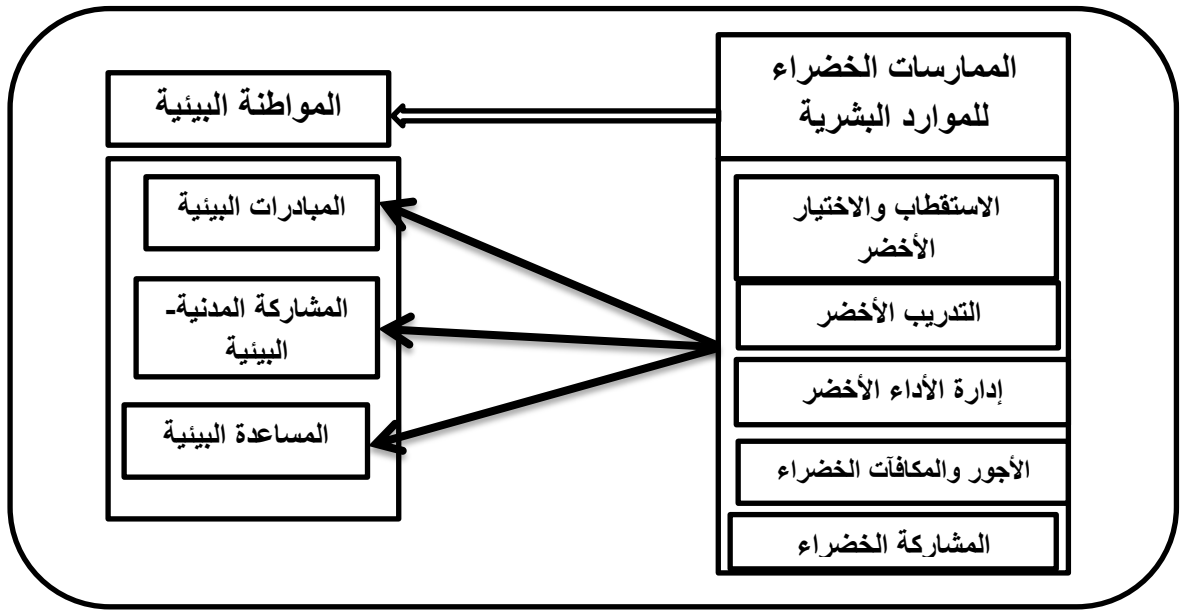 الممارسات الخضراء
للموارد البشرية
الاستقطاب والاختيار
الأخضر
التدريب الأخضر
إدارة الأداء الأخضر
الأجور والمكافآت الخضراء
المشاركة الخضراء
المواطنة البيئية
المبادرات البيئية
المشاركة المدنية-
البيئية
المساعدة البيئية